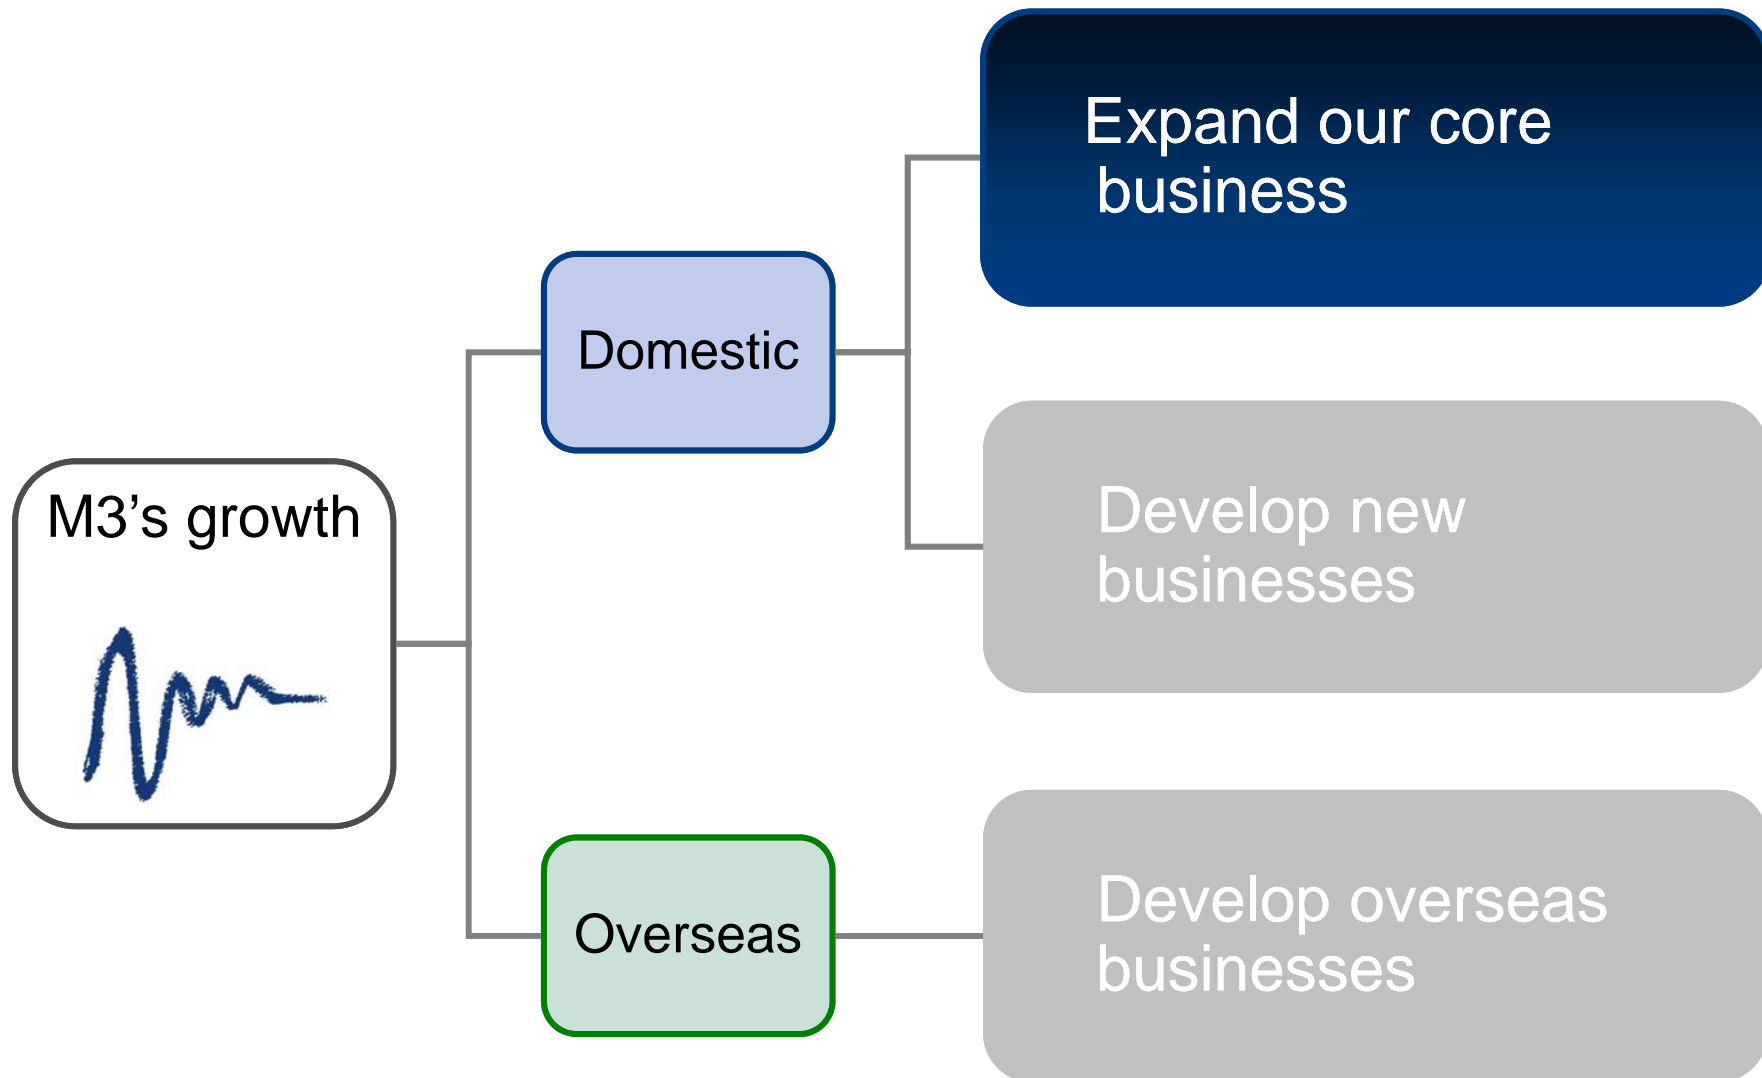 M3’s growth
Domestic
Expand our core
business
Develop new
businesses
Overseas
Develop overseas
businesses